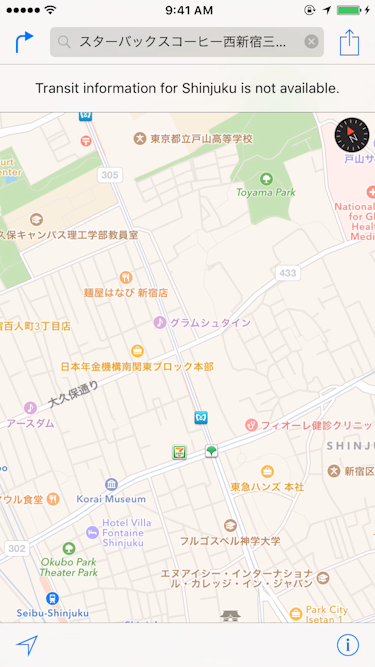 9:41 AM
スターバックスコーヒー西新宿三...
Transit information for Shinjuku is not available.
東京都立戸山高等学校
305
戸山サ
Court
enter
Toyama Park
National
for Gl
Healt
Medi
久保キャンパス理工学部教員室
433
麺屋はなび 新宿店
グラムシュタイン
百人町3丁目店
日本年金機構南関東ブロック本部
大久保通り
アースダム
フィオーレ健診クリニッ
SHINJU
新宿区
東急ハンズ 本社
アウル食堂
Korai Museum
Hotel Villa
Fontaine
Shinjuku
フルゴスペル神学大学
302
Okubo Park
Theater Park
エヌアイシー・インターナショナ
ル・カレッジ・イン・ジャパン
Seibu-Shinjuku
Park City
Isetan 1